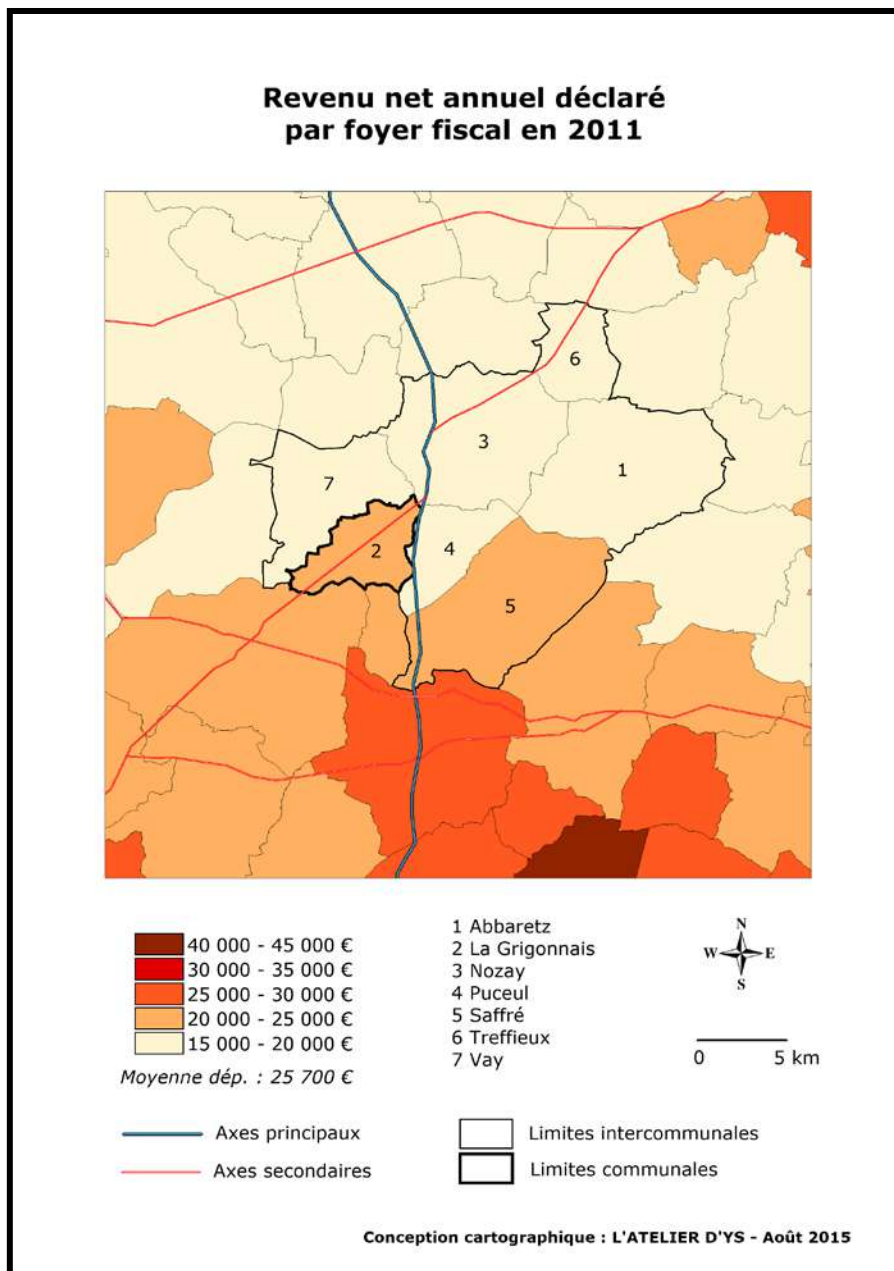 Revenu net annuel déclaré
par foyer fiscal en 2011
6
3
1
7
2
4
5
40 000 - 45 000 €
30 000 - 35 000 €
25 000 - 30 000 €
20 000 - 25 000 €
15 000 - 20 000 €
Moyenne dép. : 25 700 €
1 Abbaretz
2 La Grigonnais
3 Nozay
4 Puceul
5 Saffré
6 Treffieux
7 Vay
N
W E
S
0 5 km
Axes principaux
Axes secondaires
Limites intercommunales
Limites communales
Conception cartographique : L'ATELIER D'YS - Août 2015